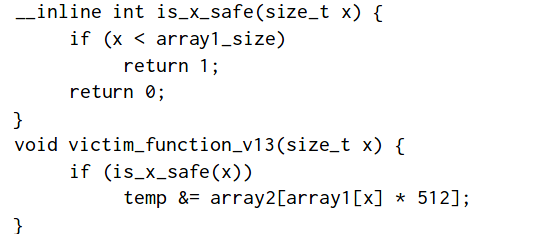 __inline int is_x_safe(size_t x) {
     if (x < array1_size)
          return 1;
     return 0;
}
void victim_function_v13(size_t x) {
     if (is_x_safe(x))
          temp &= array2[array1[x] * 512];
}